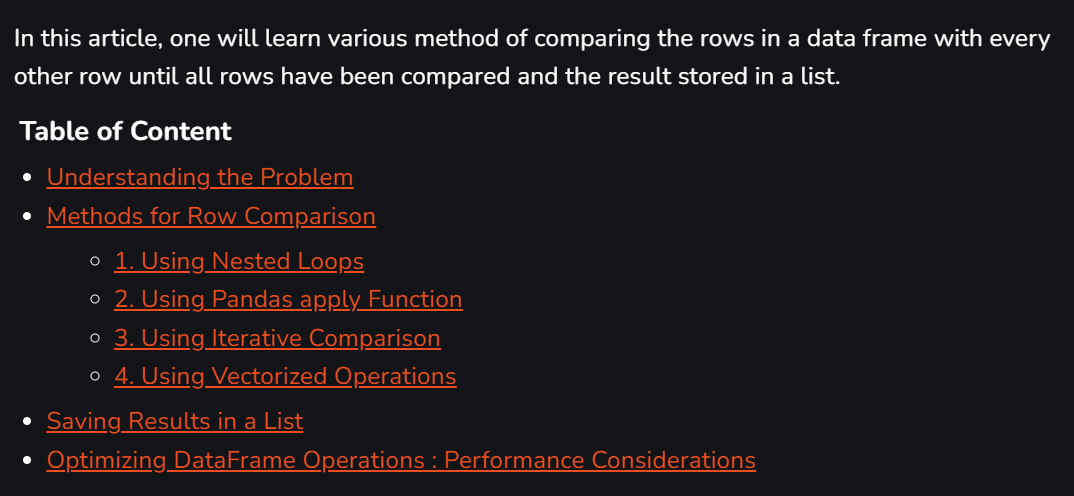 In this article, one will learn various method of comparing the rows in a data frame with every
other row until all rows have been compared and the result stored in a list.
Table of Content
Understanding the Problem
Methods for Row Comparison
1. Using Nested Loops
2. Using Pandas apply Function
3. Using Iterative Comparison
4. Using Vectorized Operations
Saving Results in a List
Optimizing DataFrame Operations : Performance Considerations